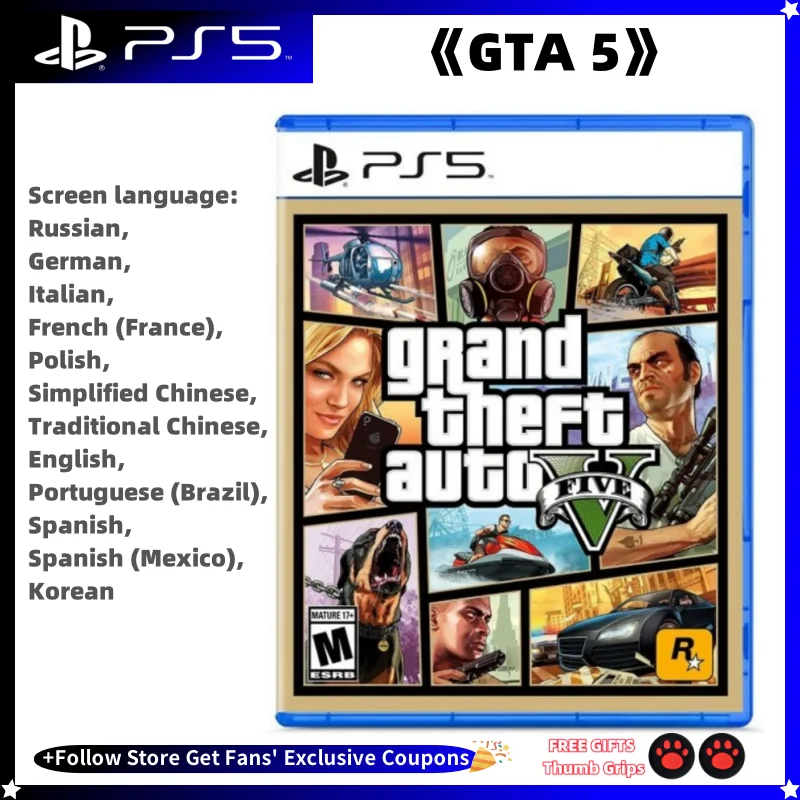 PS5
《GTA 5》
PS5
Screen language:
Russian,
German,
Italian,
French (France),
Polish,
Simplified Chinese,
Traditional Chinese,
English,
Portuguese (Brazil),
Spanish,
Spanish (Mexico),
Korean
grand
theft
auto V
FIVE
MATURE 17+
M
ESRB
R
+Follow Store Get Fans' Exclusive Coupons
FREE GIFTS
Thumb Grips